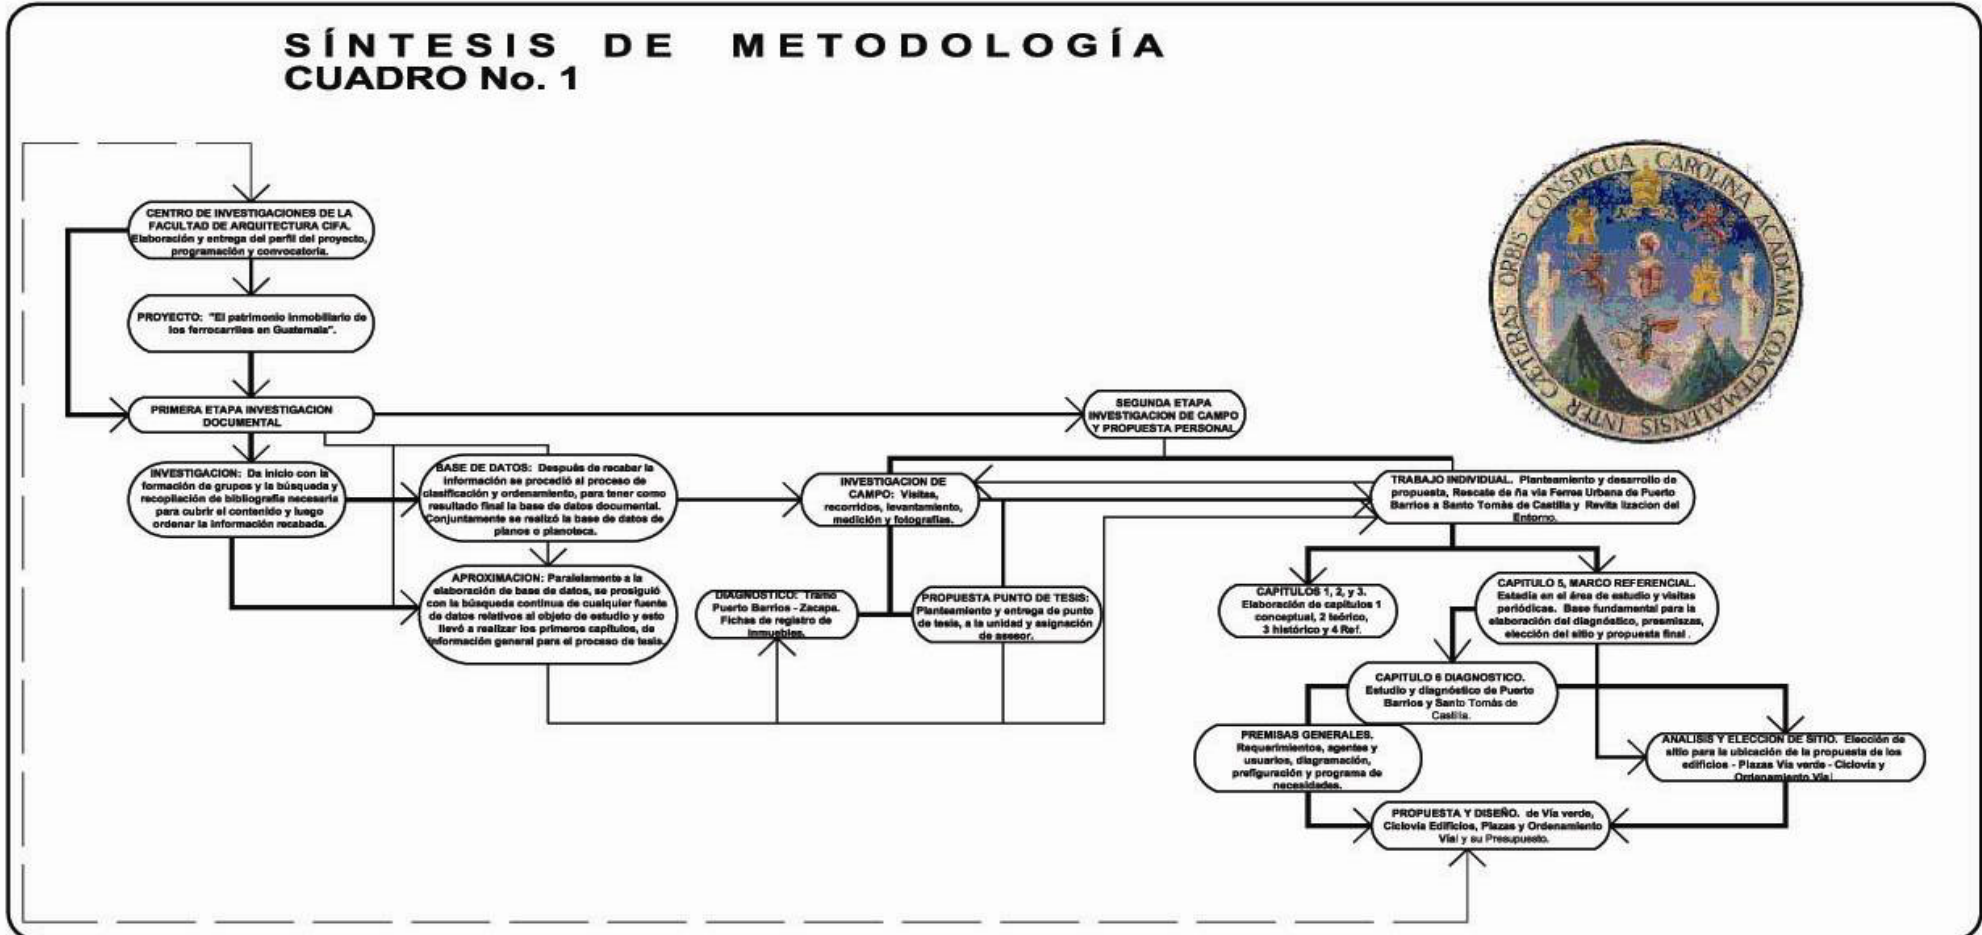 SÍNTESIS DE METODOLOGÍA
CUADRO No. 1
CENTRO DE INVESTIGACIONES DE LA
FACULTAD DE ARQUITECTURA CIFA.
Elaboración y entrega del perfil del proyecto,
programación y convocatoria.
PROYECTO: "El patrimonio inmobiliario de
los ferrocarriles en Guatemala".
PRIMERA ETAPA INVESTIGACION
DOCUMENTAL
INVESTIGACION: Da inicio con la
formación de grupos y la búsqueda y
recopilación de bibliografía necesaria
para cubrir el contenido y luego
ordenar la información recabada.
BASE DE DATOS: Después de recabar la
información se procedió al proceso de
clasificación y ordenamiento, para tener como
resultado final la base de datos documental.
Conjuntamente se realizó la base de datos de
planos o planoteca.
APROXIMACION: Paralelamente a la
elaboración de base de datos, se prosiguió
con la búsqueda continua de cualquier fuente
de datos relativos al objeto de estudio y esto
llevó a realizar los primeros capítulos, de
información general para el proceso de tesis.
SEGUNDA ETAPA
INVESTIGACION DE CAMPO
Y PROPUESTA PERSONAL
INVESTIGACION DE
CAMPO: Visitas,
recorridos, levantamiento,
medición y fotografías.
DIAGNOSTICO: Tramo
Puerto Barrios - Zacapa.
Fichas de registro de
inmuebles.
PROPUESTA PUNTO DE TESIS:
Planteamiento y entrega de punto
de tesis, a la unidad y asignación
de asesor.
TRABAJO INDIVIDUAL. Planteamiento y desarrollo de
propuesta, Rescate de ña via Ferrea Urbana de Puerto
Barrios a Santo Tomás de Castilla y Revita lizacion del
Entorno.
CAPITULOS 1, 2, y 3.
Elaboración de capitulos 1
conceptual, 2 teórico,
3 histórico y 4 Ref.
CAPITULO 5, MARCO REFERENCIAL.
Estadía en el área de estudio y visitas
periódicas. Base fundamental para la
elaboración del diagnóstico, presmiszas,
elección del sitio y propuesta final .
CAPITULO 6 DIAGNOSTICO.
Estudio y diagnóstico de Puerto
Barrios y Santo Tomás de
Castilla.
PREMISAS GENERALES.
Requerimientos, agentes y
usuarios, diagramación,
prefiguración y programa de
necesidades.
ANALISIS Y ELECCION DE SITIO. Elección de
sitio para la ubicación de la propuesta de los
edificios - Plazas Vía verde - Ciclovía y
Ordenamiento Vial
PROPUESTA Y DISEÑO. de Vía verde,
Ciclovía Edificios, Plazas y Ordenamiento
Vial y su Presupuesto.
CAROLINA ACADEMIA COACTEMALENSIS INTER CÆTERAS ORBIS CONSPICUA